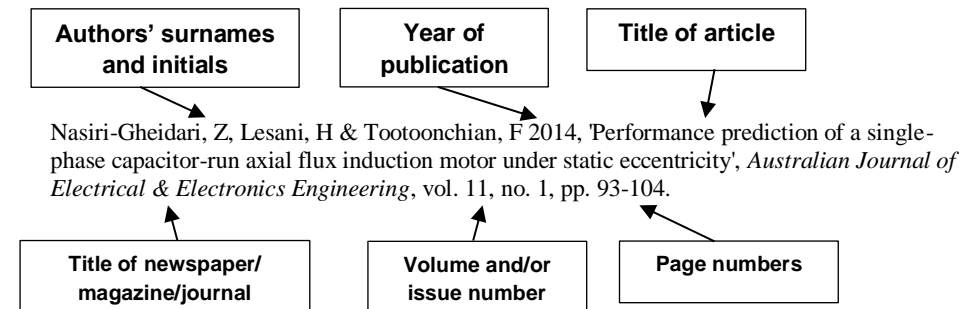 Authors' surnames
and initials
Year of
publication
Title of article
Nasiri-Gheidari, Z, Lesani, H & Tootoonchian, F 2014, 'Performance prediction of a single-
phase capacitor-run axial flux induction motor under static eccentricity', Australian Journal of
Electrical & Electronics Engineering, vol. 11, no. 1, pp. 93-104.
Title of newspaper/
magazine/journal
Volume and/or
issue number
Page numbers